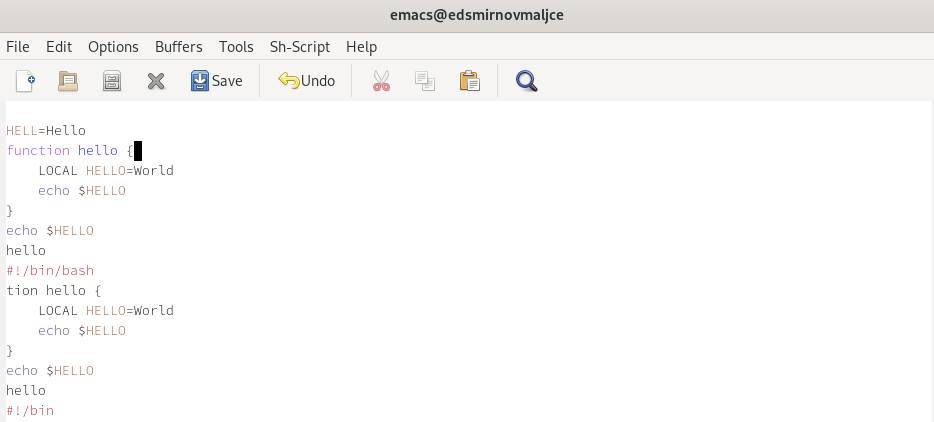 emacs@edsmirnovmaljce
File Edit Options Buffers Tools Sh-Script Help
Save Undo
HELL=Hello
function hello {
    LOCAL HELLO=World
    echo $HELLO
}
echo $HELLO
hello
#!/bin/bash
tion hello {
    LOCAL HELLO=World
    echo $HELLO
}
echo $HELLO
hello
#!/bin